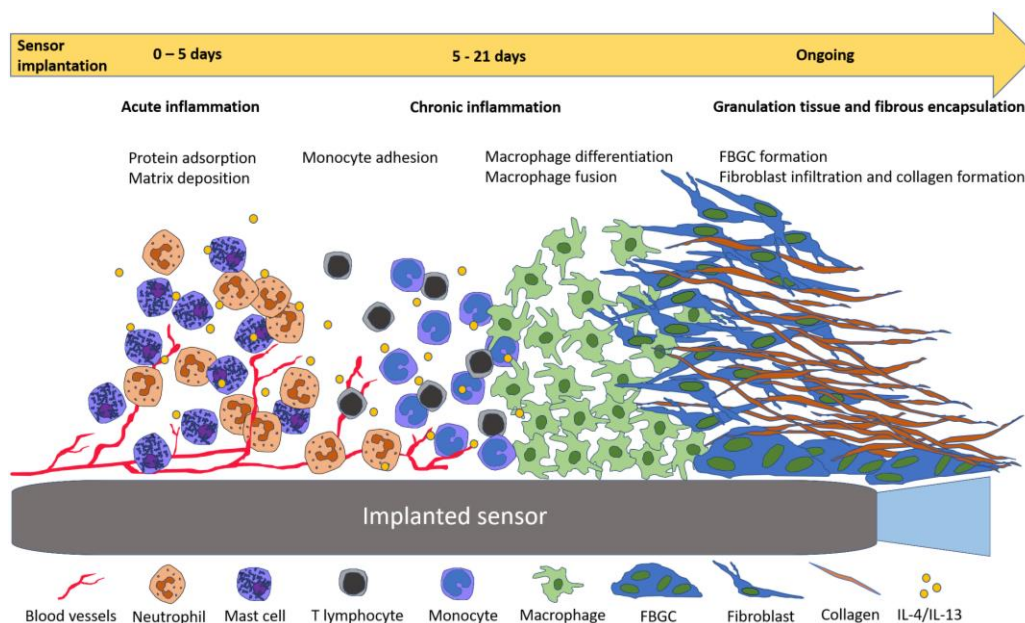 Sensor
implantation
0 – 5 days
5 - 21 days
Ongoing
Acute inflammation
Chronic inflammation
Granulation tissue and fibrous encapsulation
Protein adsorption
Matrix deposition
Monocyte adhesion
Macrophage differentiation
Macrophage fusion
FBGC formation
Fibroblast infiltration and collagen formation
Implanted sensor
Blood vessels
Neutrophil
Mast cell
T lymphocyte
Monocyte
Macrophage
FBGC
Fibroblast
Collagen
IL-4/IL-13